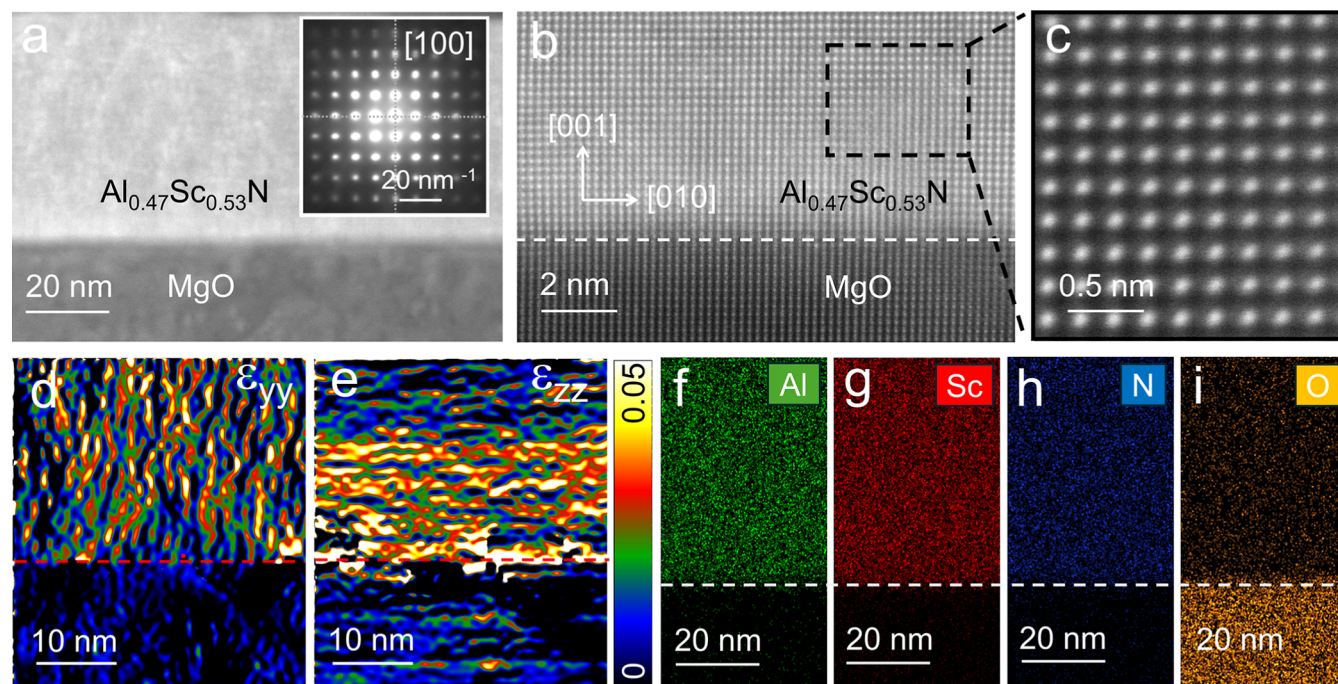 a
[100]
20 nm ⁻¹
Al₀.₄₇Sc₀.₅₃N
20 nm
MgO
b
[001]
[010]
Al₀.₄₇Sc₀.₅₃N
2 nm
MgO
c
0.5 nm
d
εyy
10 nm
e
εzz
10 nm
0.05
0
f
Al
20 nm
g
Sc
20 nm
h
N
20 nm
i
O
20 nm